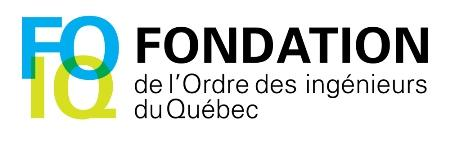 FO
IQ
FONDATION
de l'Ordre des ingénieurs
du Québec